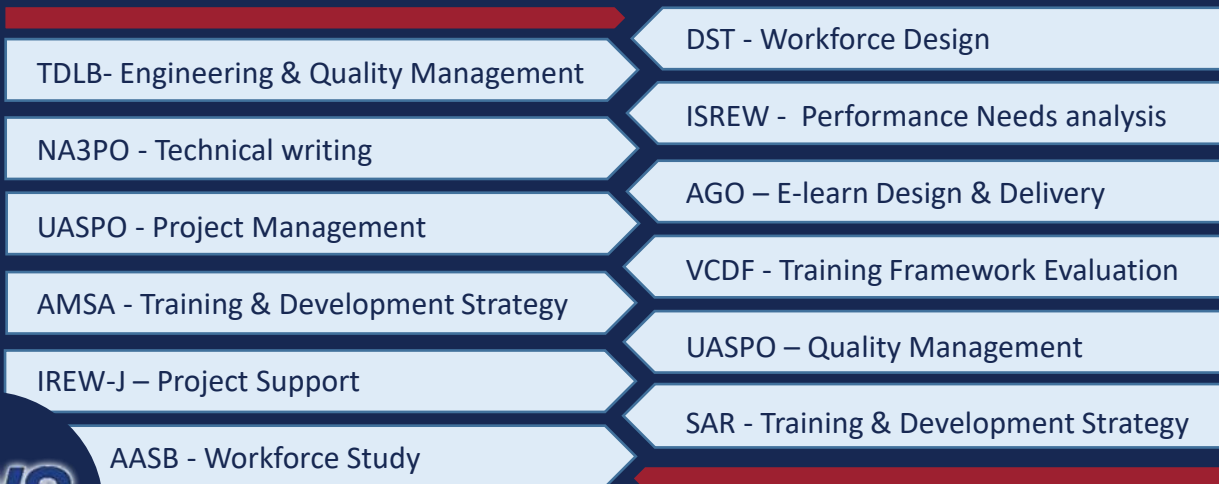 TDLB- Engineering & Quality Management
NA3PO - Technical writing
UASPO - Project Management
AMSA - Training & Development Strategy
IREW-J – Project Support
AASB - Workforce Study
DST - Workforce Design
ISREW -  Performance Needs analysis
AGO – E-learn Design & Delivery
VCDF - Training Framework Evaluation
UASPO – Quality Management
SAR - Training & Development Strategy